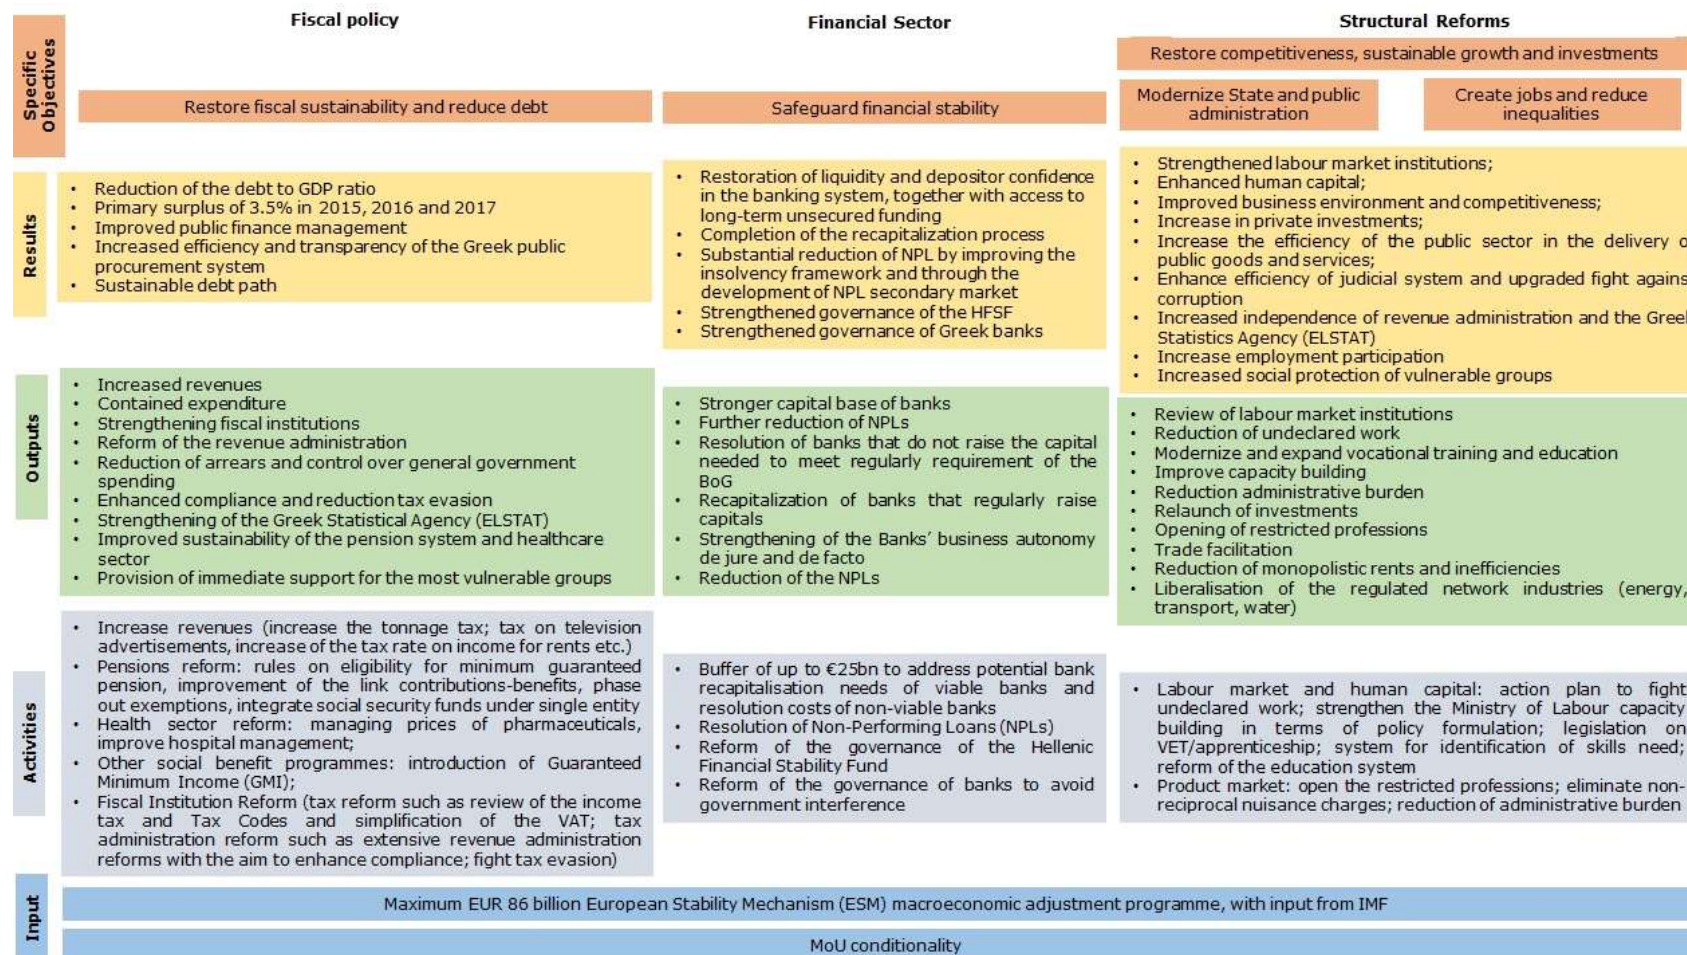 Fiscal policy
Financial Sector
Structural Reforms
Specific
Objectives
Restore fiscal sustainability and reduce debt
Safeguard financial stability
Restore competitiveness, sustainable growth and investments
Modernize State and public
administration
Create jobs and reduce
inequalities
Results
• Reduction of the debt to GDP ratio
• Primary surplus of 3.5% in 2015, 2016 and 2017
• Improved public finance management
• Increased efficiency and transparency of the Greek public
procurement system
• Sustainable debt path
• Restoration of liquidity and depositor confidence
in the banking system, together with access to
long-term unsecured funding
• Completion of the recapitalization process
• Substantial reduction of NPL by improving the
insolvency framework and through the
development of NPL secondary market
• Strengthened governance of the HFSF
• Strengthened governance of Greek banks
• Strengthened labour market institutions;
• Enhanced human capital;
• Improved business environment and competitiveness;
• Increase in private investments;
• Increase the efficiency of the public sector in the delivery o
public goods and services;
• Enhance efficiency of judicial system and upgraded fight agains
corruption
• Increased independence of revenue administration and the Greek
Statistics Agency (ELSTAT)
• Increase employment participation
• Increased social protection of vulnerable groups
Outputs
• Increased revenues
• Contained expenditure
• Strengthening fiscal institutions
• Reform of the revenue administration
• Reduction of arrears and control over general government
spending
• Enhanced compliance and reduction tax evasion
• Strengthening of the Greek Statistical Agency (ELSTAT)
• Improved sustainability of the pension system and healthcare
sector
• Provision of immediate support for the most vulnerable groups
• Stronger capital base of banks
• Further reduction of NPLs
• Resolution of banks that do not raise the capital
needed to meet regularly requirement of the
BoG
• Recapitalization of banks that regularly raise
capitals
• Strengthening of the Banks´ business autonomy
de jure and de facto
• Reduction of the NPLs
• Review of labour market institutions
• Reduction of undeclared work
• Modernize and expand vocational training and education
• Improve capacity building
• Reduction administrative burden
• Relaunch of investments
• Opening of restricted professions
• Trade facilitation
• Reduction of monopolistic rents and inefficiencies
• Liberalisation of the regulated network industries (energy,
transport, water)
Activities
• Increase revenues (increase the tonnage tax; tax on television
advertisements, increase of the tax rate on income for rents etc.)
• Pensions reform: rules on eligibility for minimum guaranteed
pension, improvement of the link contributions-benefits, phase
out exemptions, integrate social security funds under single entity
• Health sector reform: managing prices of pharmaceuticals,
improve hospital management;
• Other social benefit programmes: introduction of Guaranteed
Minimum Income (GMI);
• Fiscal Institution Reform (tax reform such as review of the income
tax and Tax Codes and simplification of the VAT; tax
administration reform such as extensive revenue administration
reforms with the aim to enhance compliance; fight tax evasion)
• Buffer of up to €25bn to address potential bank
recapitalisation needs of viable banks and
resolution costs of non-viable banks
• Resolution of Non-Performing Loans (NPLs)
• Reform of the governance of the Hellenic
Financial Stability Fund
• Reform of the governance of banks to avoid
government interference
• Labour market and human capital: action plan to fight
undeclared work; strengthen the Ministry of Labour capacity
building in terms of policy formulation; legislation on
VET/apprenticeship; system for identification of skills need;
reform of the education system
• Product market: open the restricted professions; eliminate non-
reciprocal nuisance charges; reduction of administrative burden
Input
Maximum EUR 86 billion European Stability Mechanism (ESM) macroeconomic adjustment programme, with input from IMF
MoU conditionality